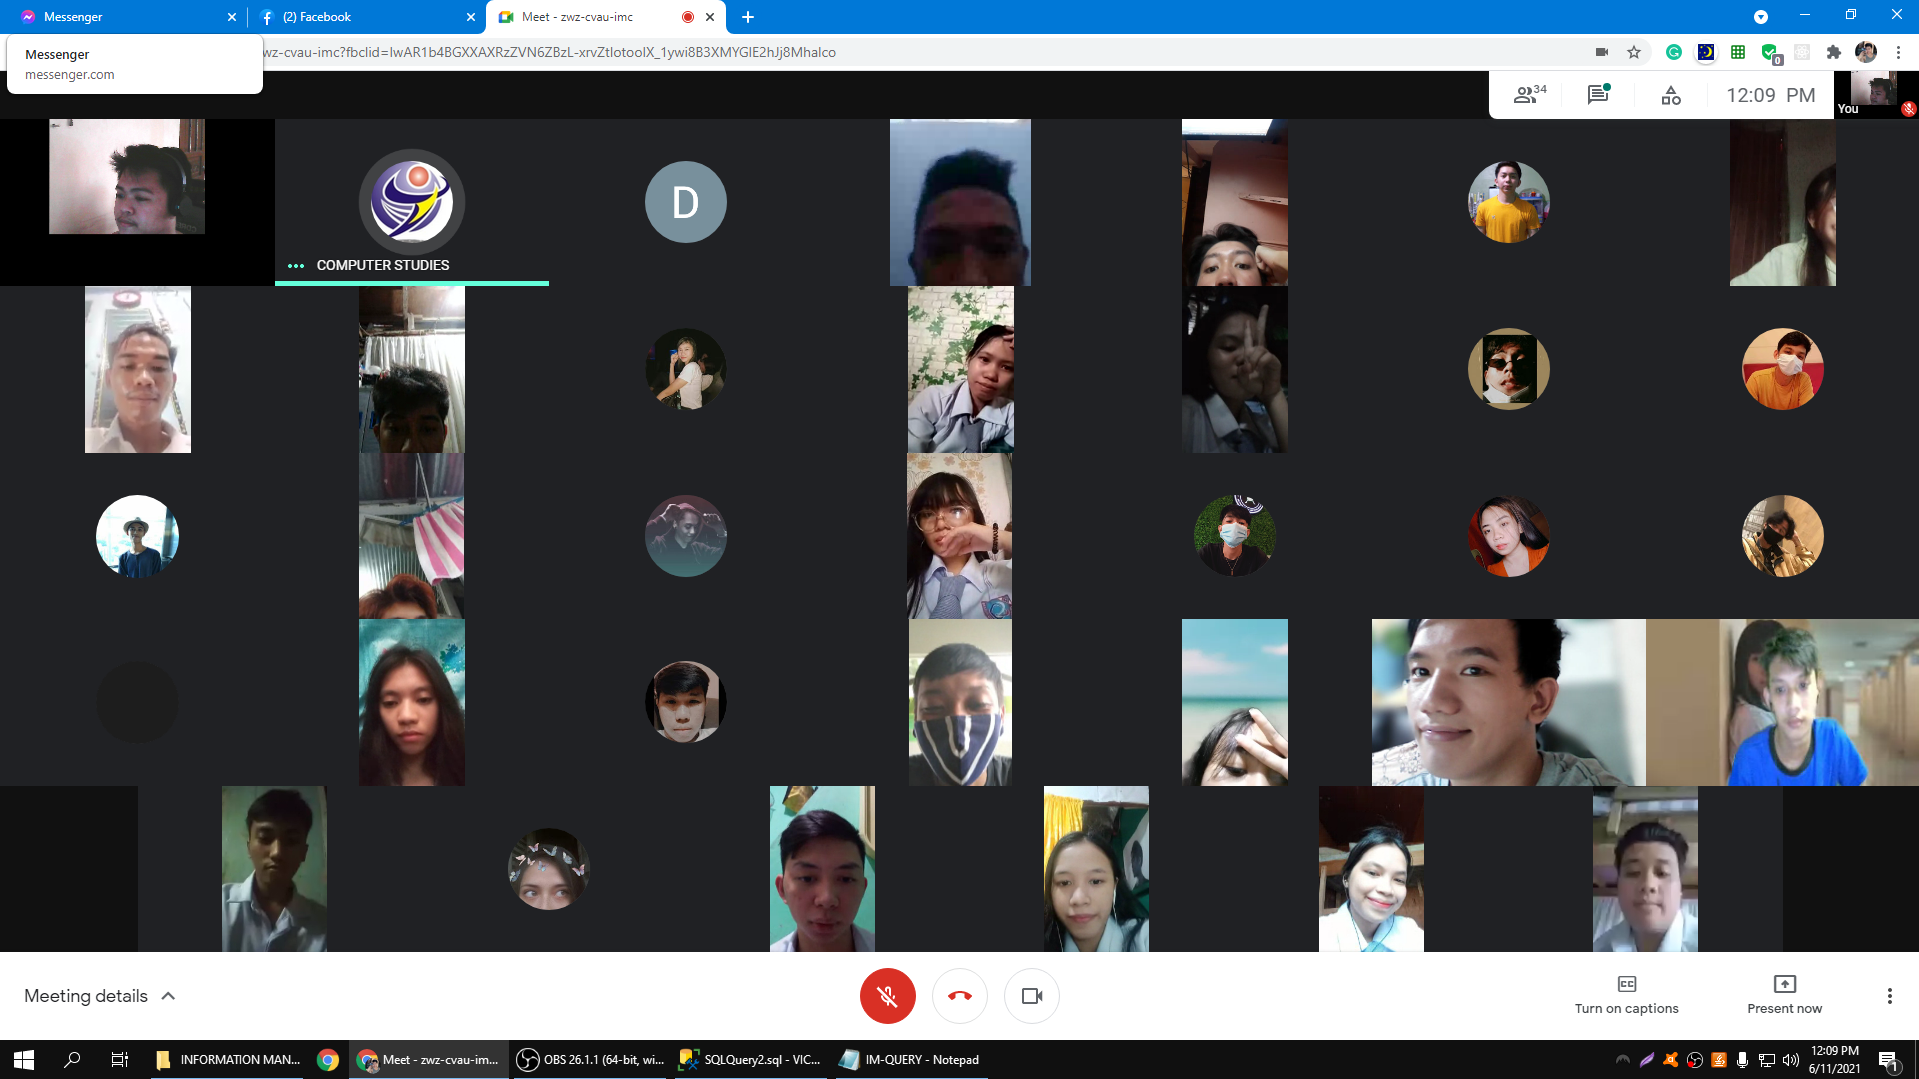 Messenger
(2) Facebook
Meet - zwz-cvau-imc
Messenger
messenger.com
wz-cvau-imc?fbclid=IwAR1b4BGXXAXRzZVN6ZBzL-xrvZtlotoolX_1ywi8B3XMYGlE2hJj8Mhalco
0
34
12:09 PM
You
D
COMPUTER STUDIES
Meeting details
Turn on captions
Present now
INFORMATION MAN...
Meet - zwz-cvau-im...
OBS 26.1.1 (64-bit, wi...
SQLQuery2.sql - VIC...
IM-QUERY - Notepad
12:09 PM
6/11/2021
1